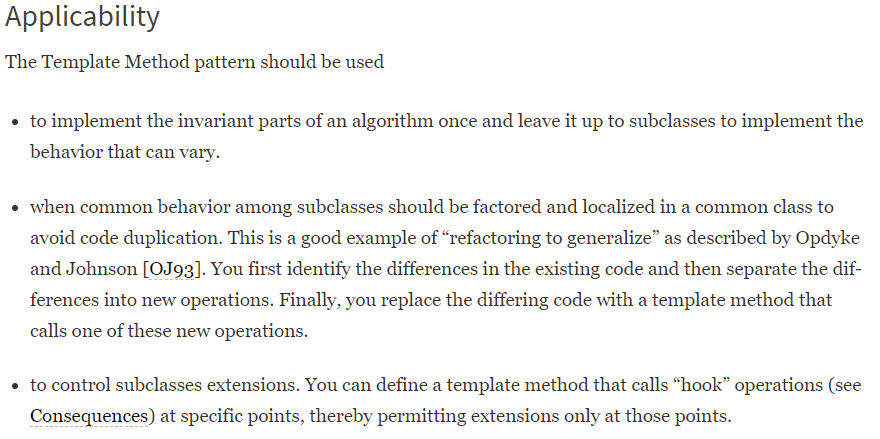 Applicability
The Template Method pattern should be used
• to implement the invariant parts of an algorithm once and leave it up to subclasses to implement the
behavior that can vary.
• when common behavior among subclasses should be factored and localized in a common class to
avoid code duplication. This is a good example of “refactoring to generalize” as described by Opdyke
and Johnson [OJ93]. You first identify the differences in the existing code and then separate the dif-
ferences into new operations. Finally, you replace the differing code with a template method that
calls one of these new operations.
• to control subclasses extensions. You can define a template method that calls “hook” operations (see
Consequences) at specific points, thereby permitting extensions only at those points.